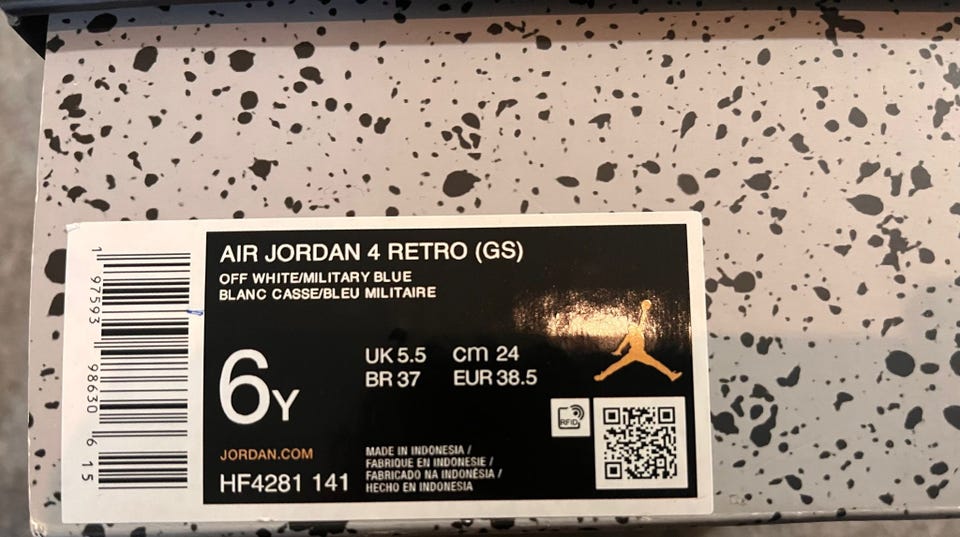 AIR JORDAN 4 RETRO (GS)
OFF WHITE/MILITARY BLUE
BLANC CASSE/BLEU MILITAIRE
6Y
UK 5.5 cm 24
BR 37 EUR 38.5
RFID
JORDAN.COM
HF4281 141
MADE IN INDONESIA /
FABRIQUE EN INDONESIE /
FABRICADO NA INDONÉSIA /
HECHO EN INDONESIA
1 97593 98630 6 15